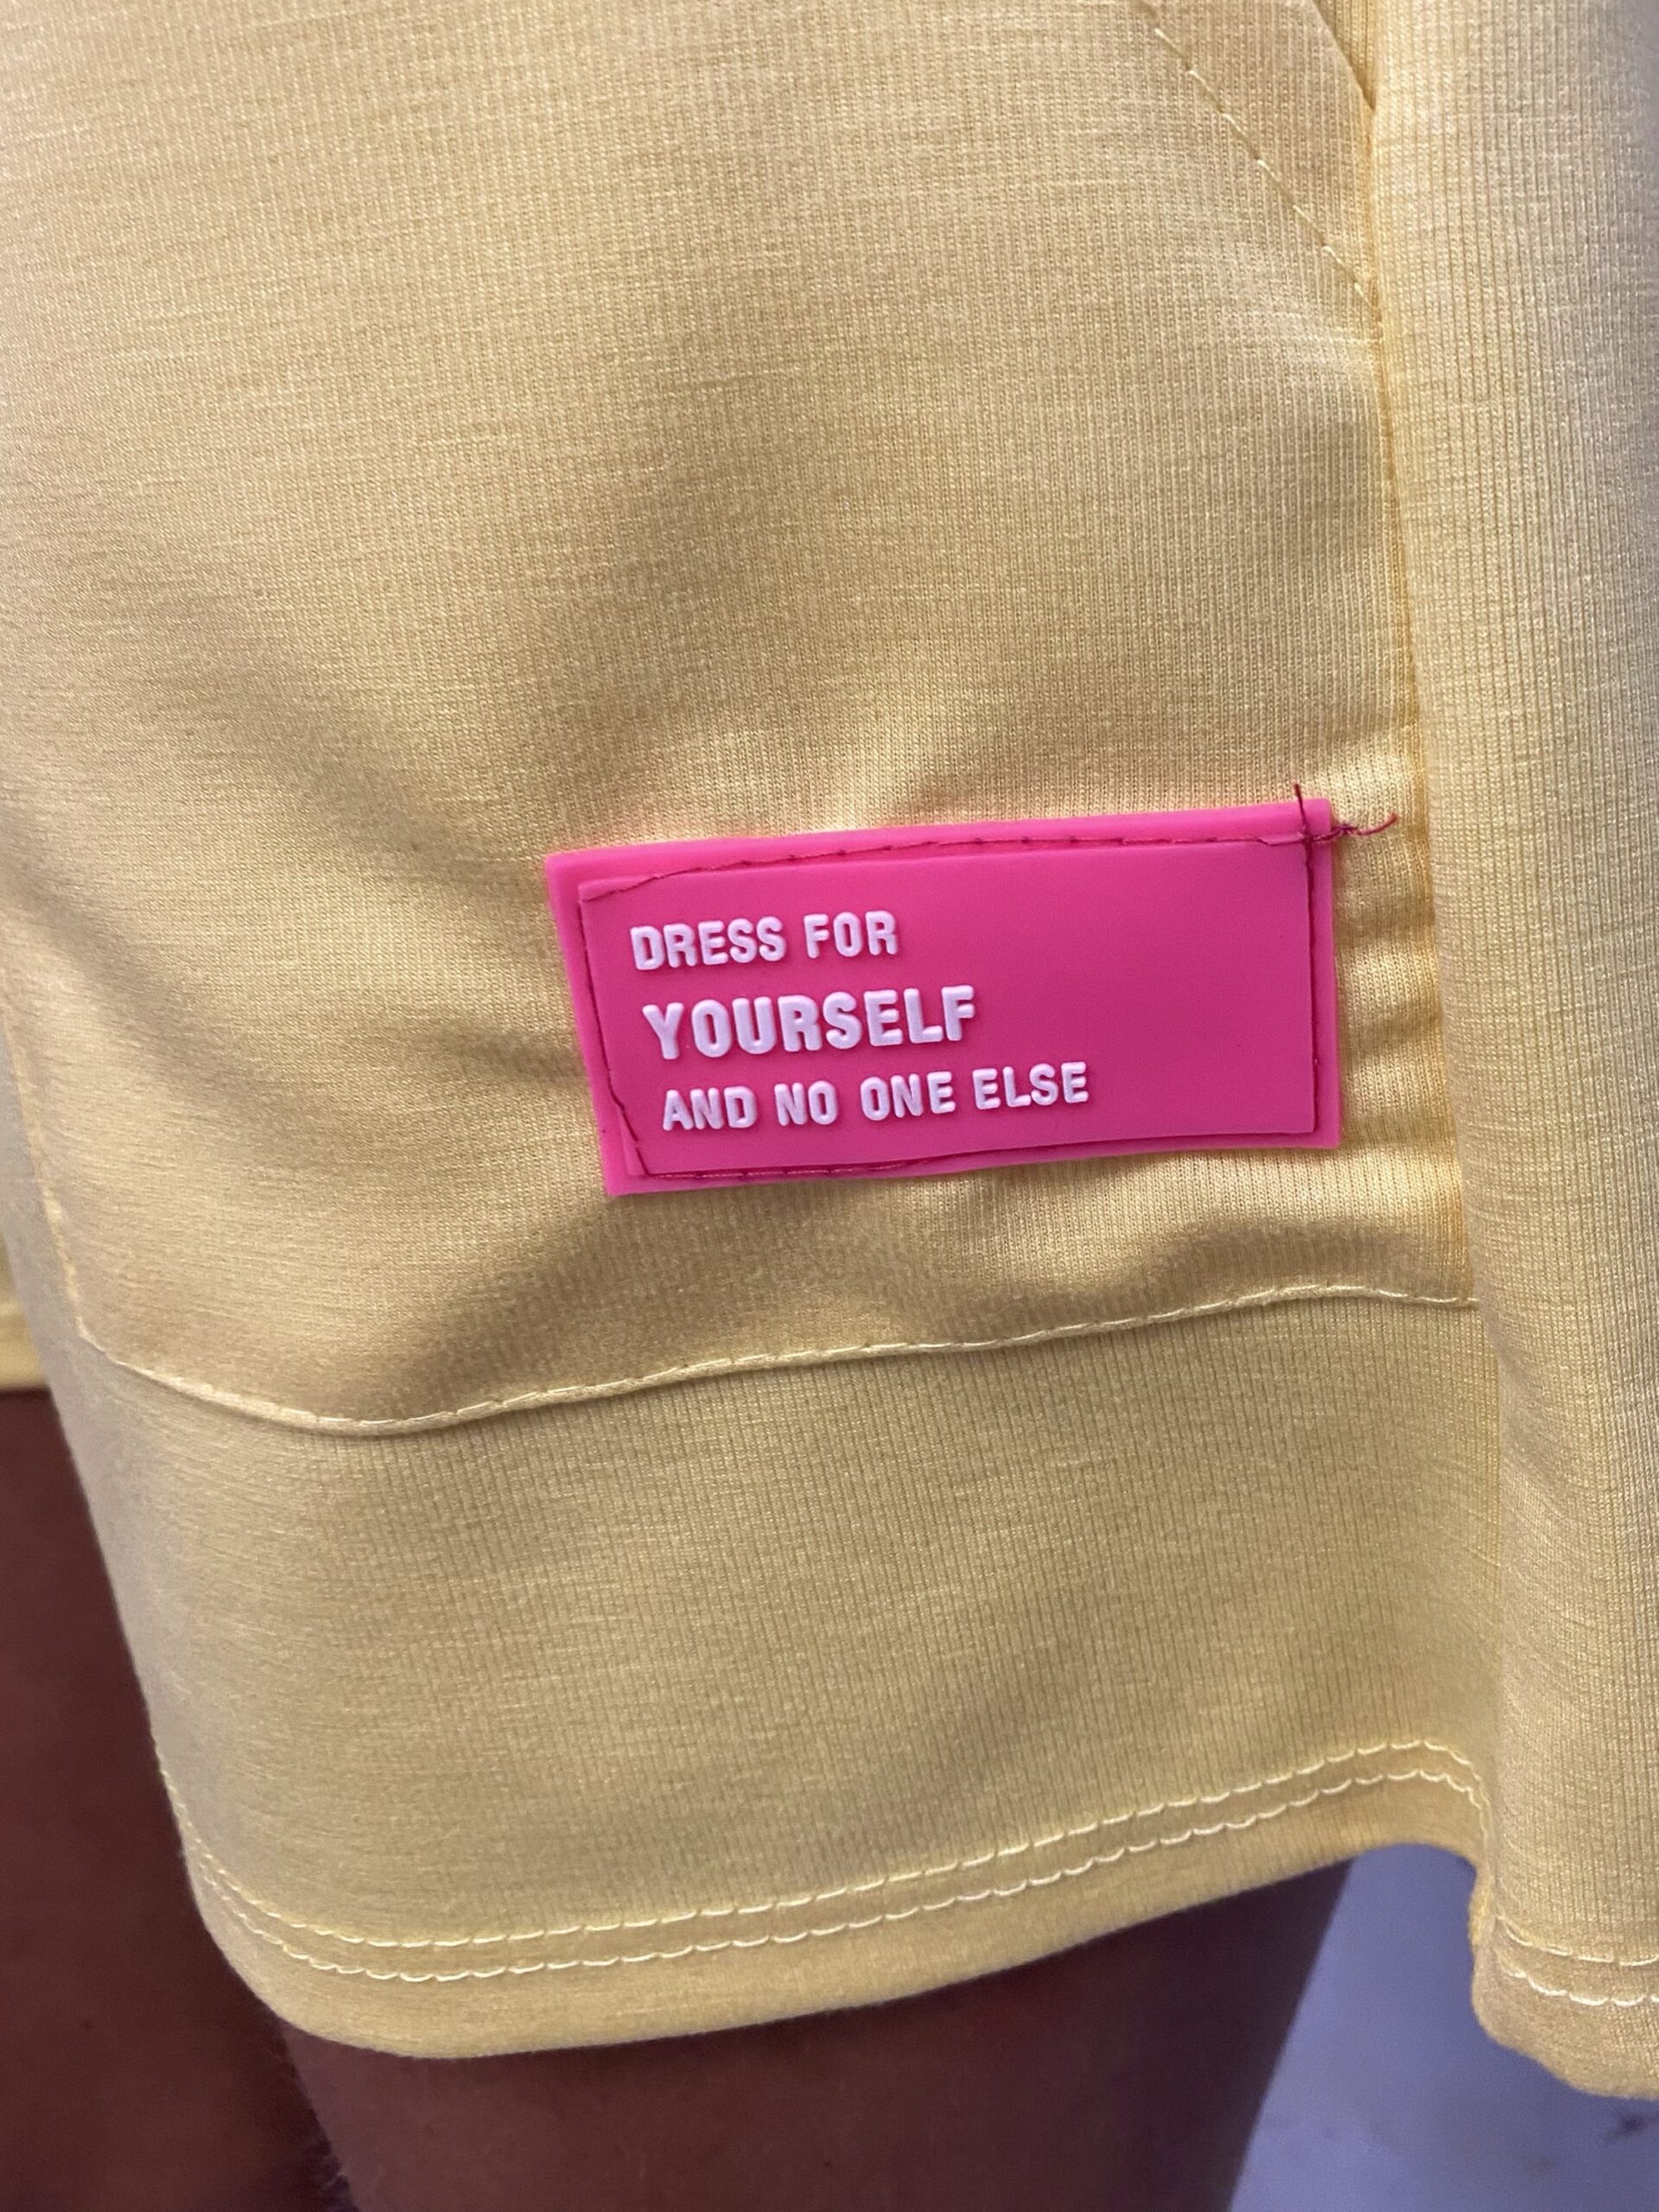 DRESS FOR
YOURSELF
AND NO ONE ELSE